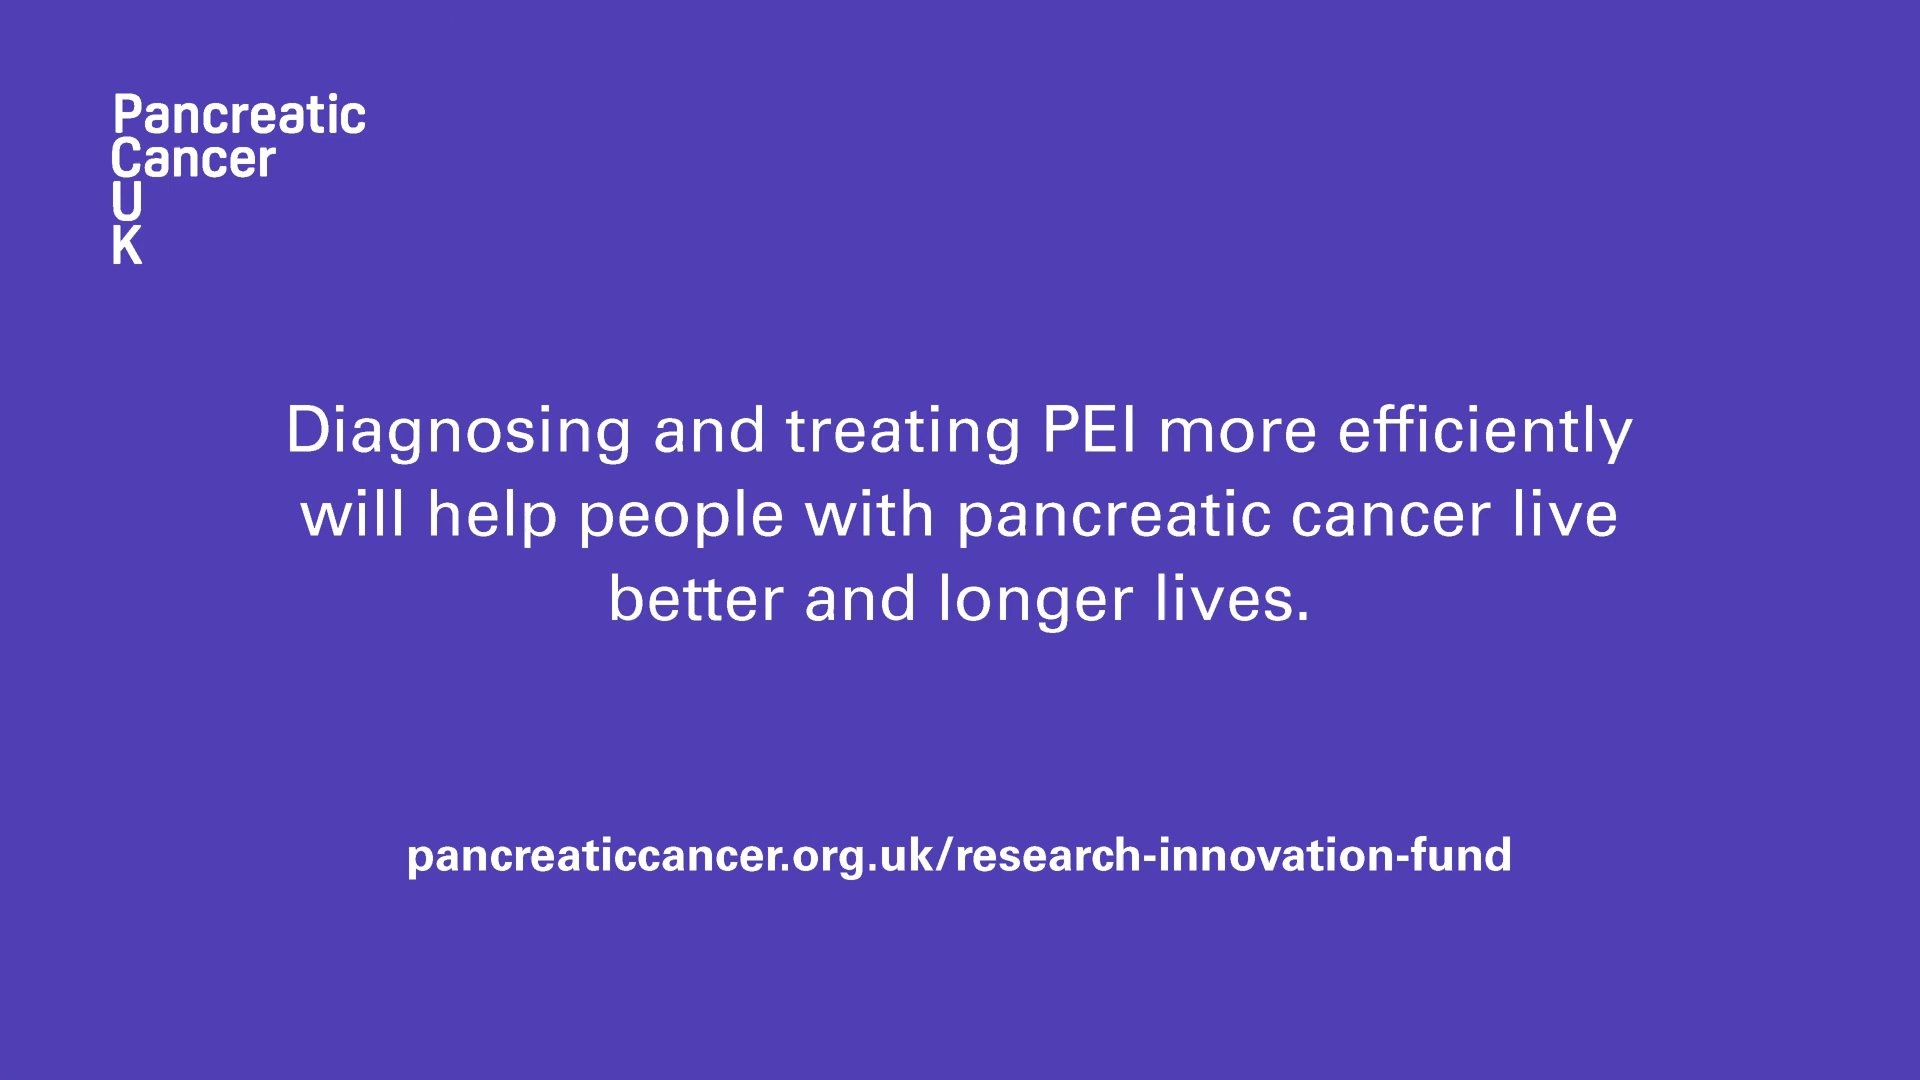 Pancreatic
Cancer
U
K
Diagnosing and treating PEI more efficiently
will help people with pancreatic cancer live
better and longer lives.
pancreaticcancer.org.uk/research-innovation-fund